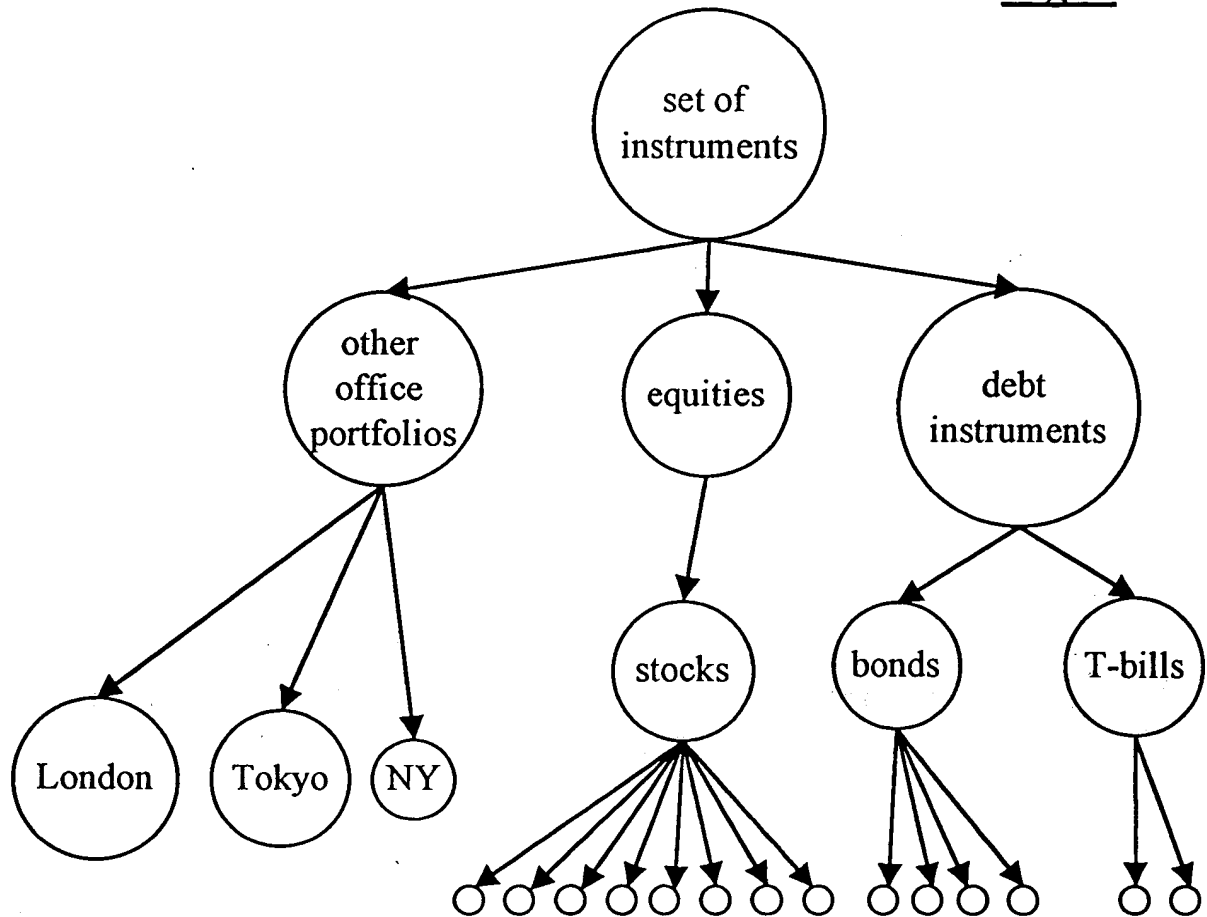 set of
instruments
other
office
portfolios
equities
debt
instruments
stocks
bonds
T-bills
London
Tokyo
NY